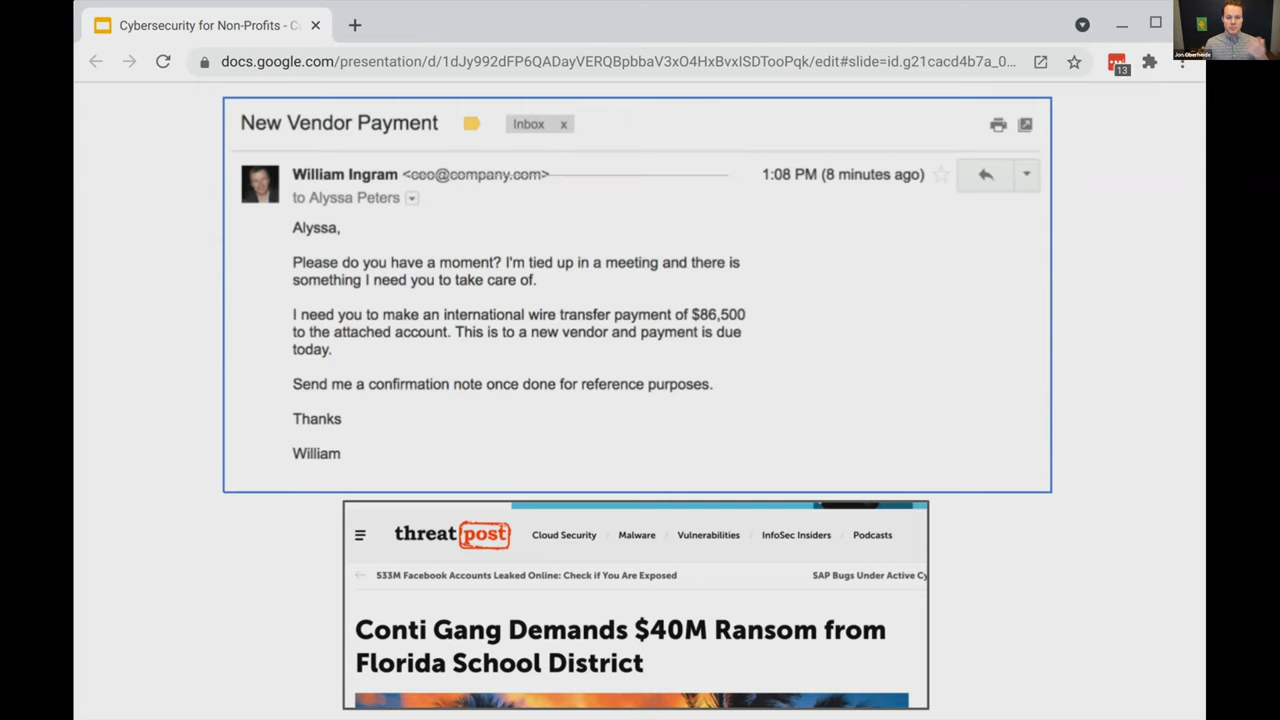 Cybersecurity for Non-Profits - C
docs.google.com/presentation/d/1dJy99zdtP6QADayVERQBpbbaV3xO4HxBvxISDTooPqk/edit#slide=id.g21cacd4b7a_0...
13
Jon Oberheide
New Vendor Payment
Inbox x
William Ingram <ceo@company.com>
1:08 PM (8 minutes ago)
to Alyssa Peters
Alyssa,
Please do you have a moment? I'm tied up in a meeting and there is
something I need you to take care of.
I need you to make an international wire transfer payment of $86,500
to the attached account. This is to a new vendor and payment is due
today.
Send me a confirmation note once done for reference purposes.
Thanks
William
threatpost
Cloud Security / Malware / Vulnerabilities / InfoSec Insiders / Podcasts
533M Facebook Accounts Leaked Online: Check if You Are Exposed
SAP Bugs Under Active Cy
Conti Gang Demands $40M Ransom from
Florida School District